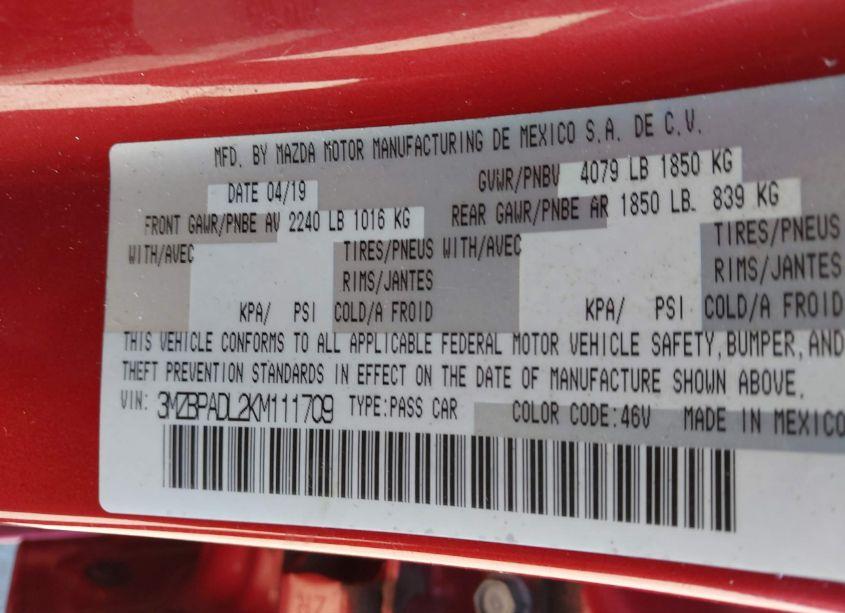 MFD. BY MAZDA MOTOR MANUFACTURING DE MEXICO S.A. DE C.V.
DATE 04/19 GVWR/PNBV 4079 LB 1850 KG
FRONT GAWR/PNBE AV 2240 LB 1016 KG REAR GAWR/PNBE AR 1850 LB. 839 KG
WITH/AVEC TIRES/PNEUS WITH/AVEC TIRES/PNEUS
RIMS/JANTES RIMS/JANTES
KPA/ PSI COLD/A FROID KPA/ PSI COLD/A FROID
THIS VEHICLE CONFORMS TO ALL APPLICABLE FEDERAL MOTOR VEHICLE SAFETY, BUMPER, AND
THEFT PREVENTION STANDARDS IN EFFECT ON THE DATE OF MANUFACTURE SHOWN ABOVE.
VIN: 3MZBPADL2KM111709 TYPE:PASS CAR COLOR CODE:46V MADE IN MEXICO